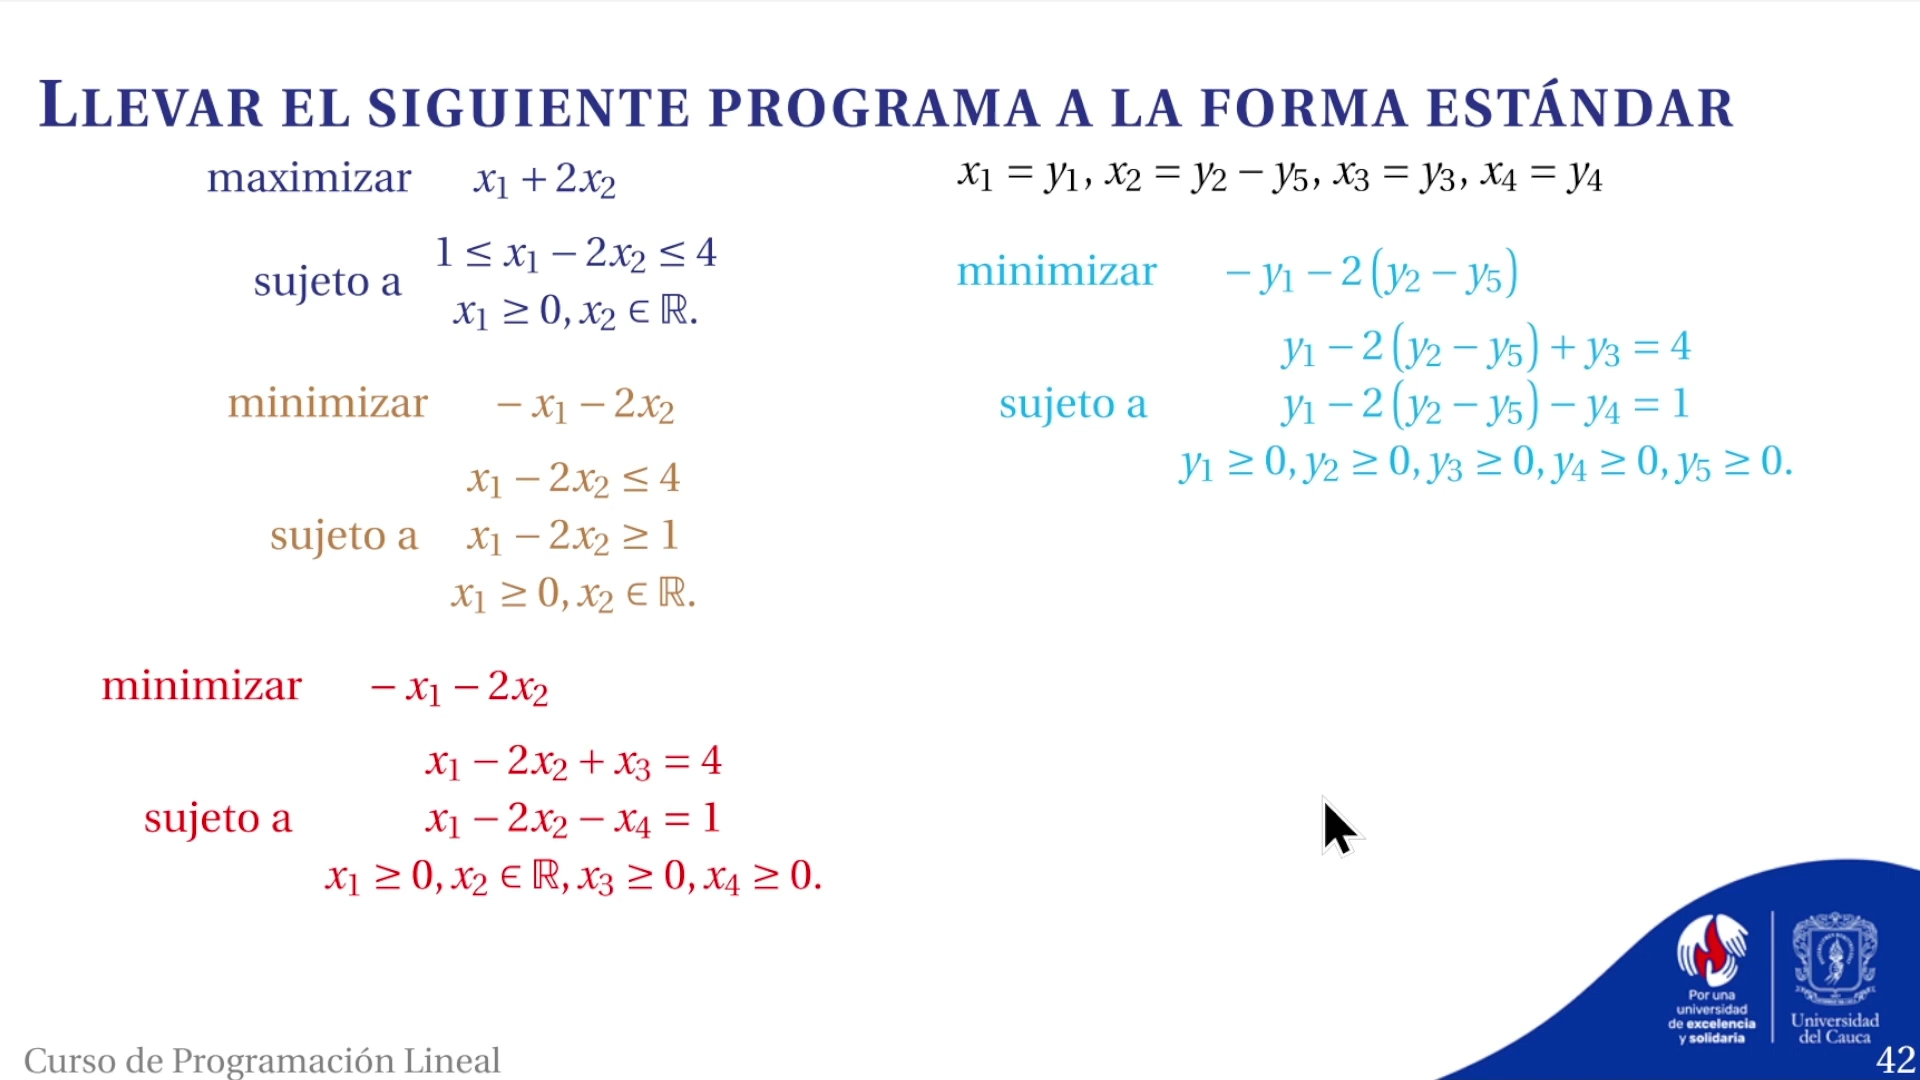 LLEVAR EL SIGUIENTE PROGRAMA A LA FORMA ESTÁNDAR
maximizar x₁ + 2x₂
sujeto a 1 ≤ x₁ − 2x₂ ≤ 4
x₁ ≥ 0, x₂ ∈ ℝ.
minimizar − x₁ − 2x₂
x₁ − 2x₂ ≤ 4
sujeto a x₁ − 2x₂ ≥ 1
x₁ ≥ 0, x₂ ∈ ℝ.
minimizar − x₁ − 2x₂
x₁ − 2x₂ + x₃ = 4
sujeto a x₁ − 2x₂ − x₄ = 1
x₁ ≥ 0, x₂ ∈ ℝ, x₃ ≥ 0, x₄ ≥ 0.
x₁ = y₁, x₂ = y₂ − y₅, x₃ = y₃, x₄ = y₄
minimizar − y₁ − 2(y₂ − y₅)
y₁ − 2(y₂ − y₅) + y₃ = 4
sujeto a y₁ − 2(y₂ − y₅) − y₄ = 1
y₁ ≥ 0, y₂ ≥ 0, y₃ ≥ 0, y₄ ≥ 0, y₅ ≥ 0.
Por una
universidad
de excelencia
y solidaria
Universidad
del Cauca
Curso de Programación Lineal
42